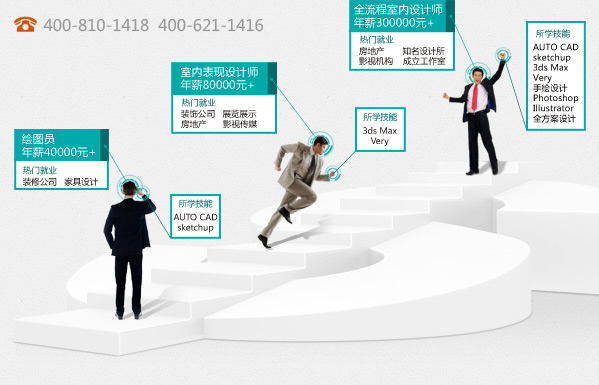 400-810-1418 400-621-1416
全流程室内设计师
年薪300000元+
热门就业
房地产 知名设计所
影视机构 成立工作室
所学技能
AUTO CAD
sketchup
3ds Max
Very
手绘设计
Photoshop
Illustrator
全方案设计
室内表现设计师
年薪80000元+
热门就业
装饰公司 展览展示
房地产 影视传媒
所学技能
3ds Max
Very
绘图员
年薪40000元+
热门就业
装修公司 家具设计
所学技能
AUTO CAD
sketchup